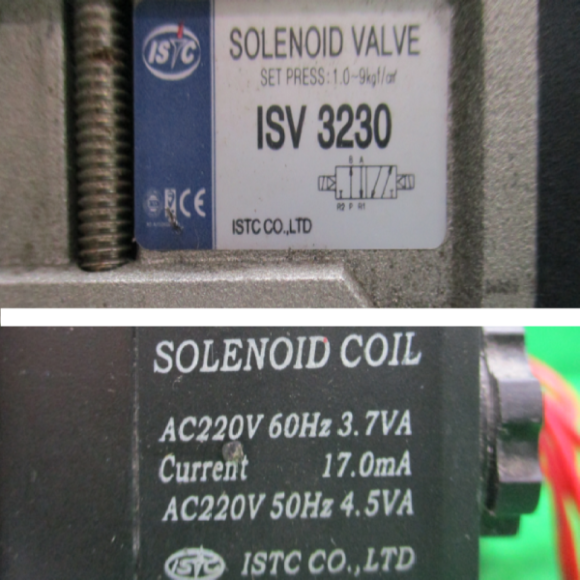 ISTC
SOLENOID VALVE
SET PRESS:1.0~9kgf/㎠
ISV 3230
B A
R2 P R1
CE
ISTC CO.,LTD
SOLENOID COIL
AC220V 60Hz 3.7VA
Current 17.0mA
AC220V 50Hz 4.5VA
ISTC ISTC CO.,LTD